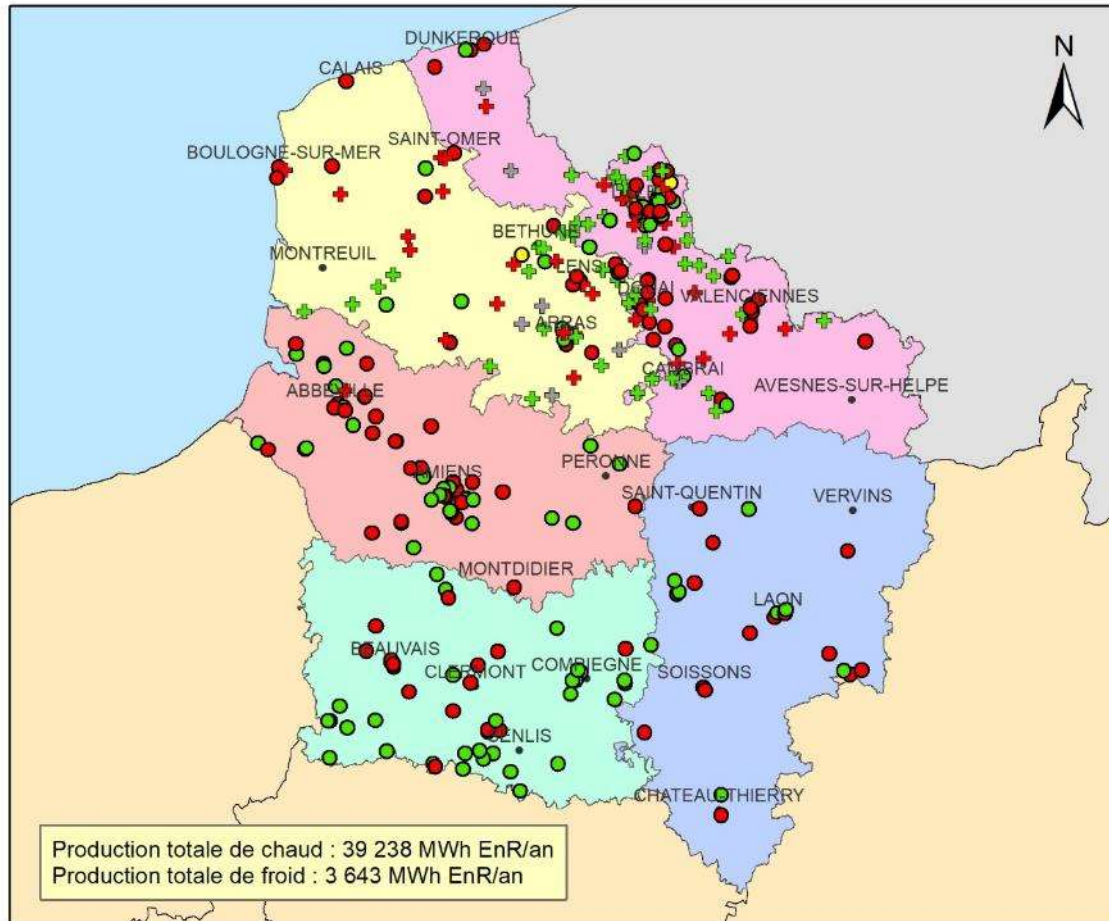 DUNKERQUE
N
CALAIS
SAINT-OMER
BOULOGNE-SUR-MER
BETHUNE
MONTREUIL
LENS
DOUAI
VALENCIENNES
ARRAS
CAMBRAI
AVESNES-SUR-HELPE
ABBEVILLE
AMIENS
PERONNE
SAINT-QUENTIN
VERVINS
MONTDIDIER
LAON
BEAUVAIS
CLERMONT
COMPIEGNE
SOISSONS
SENLIS
CHATEAU-THIERRY
Production totale de chaud : 39 238 MWh EnR/an
Production totale de froid : 3 643 MWh EnR/an